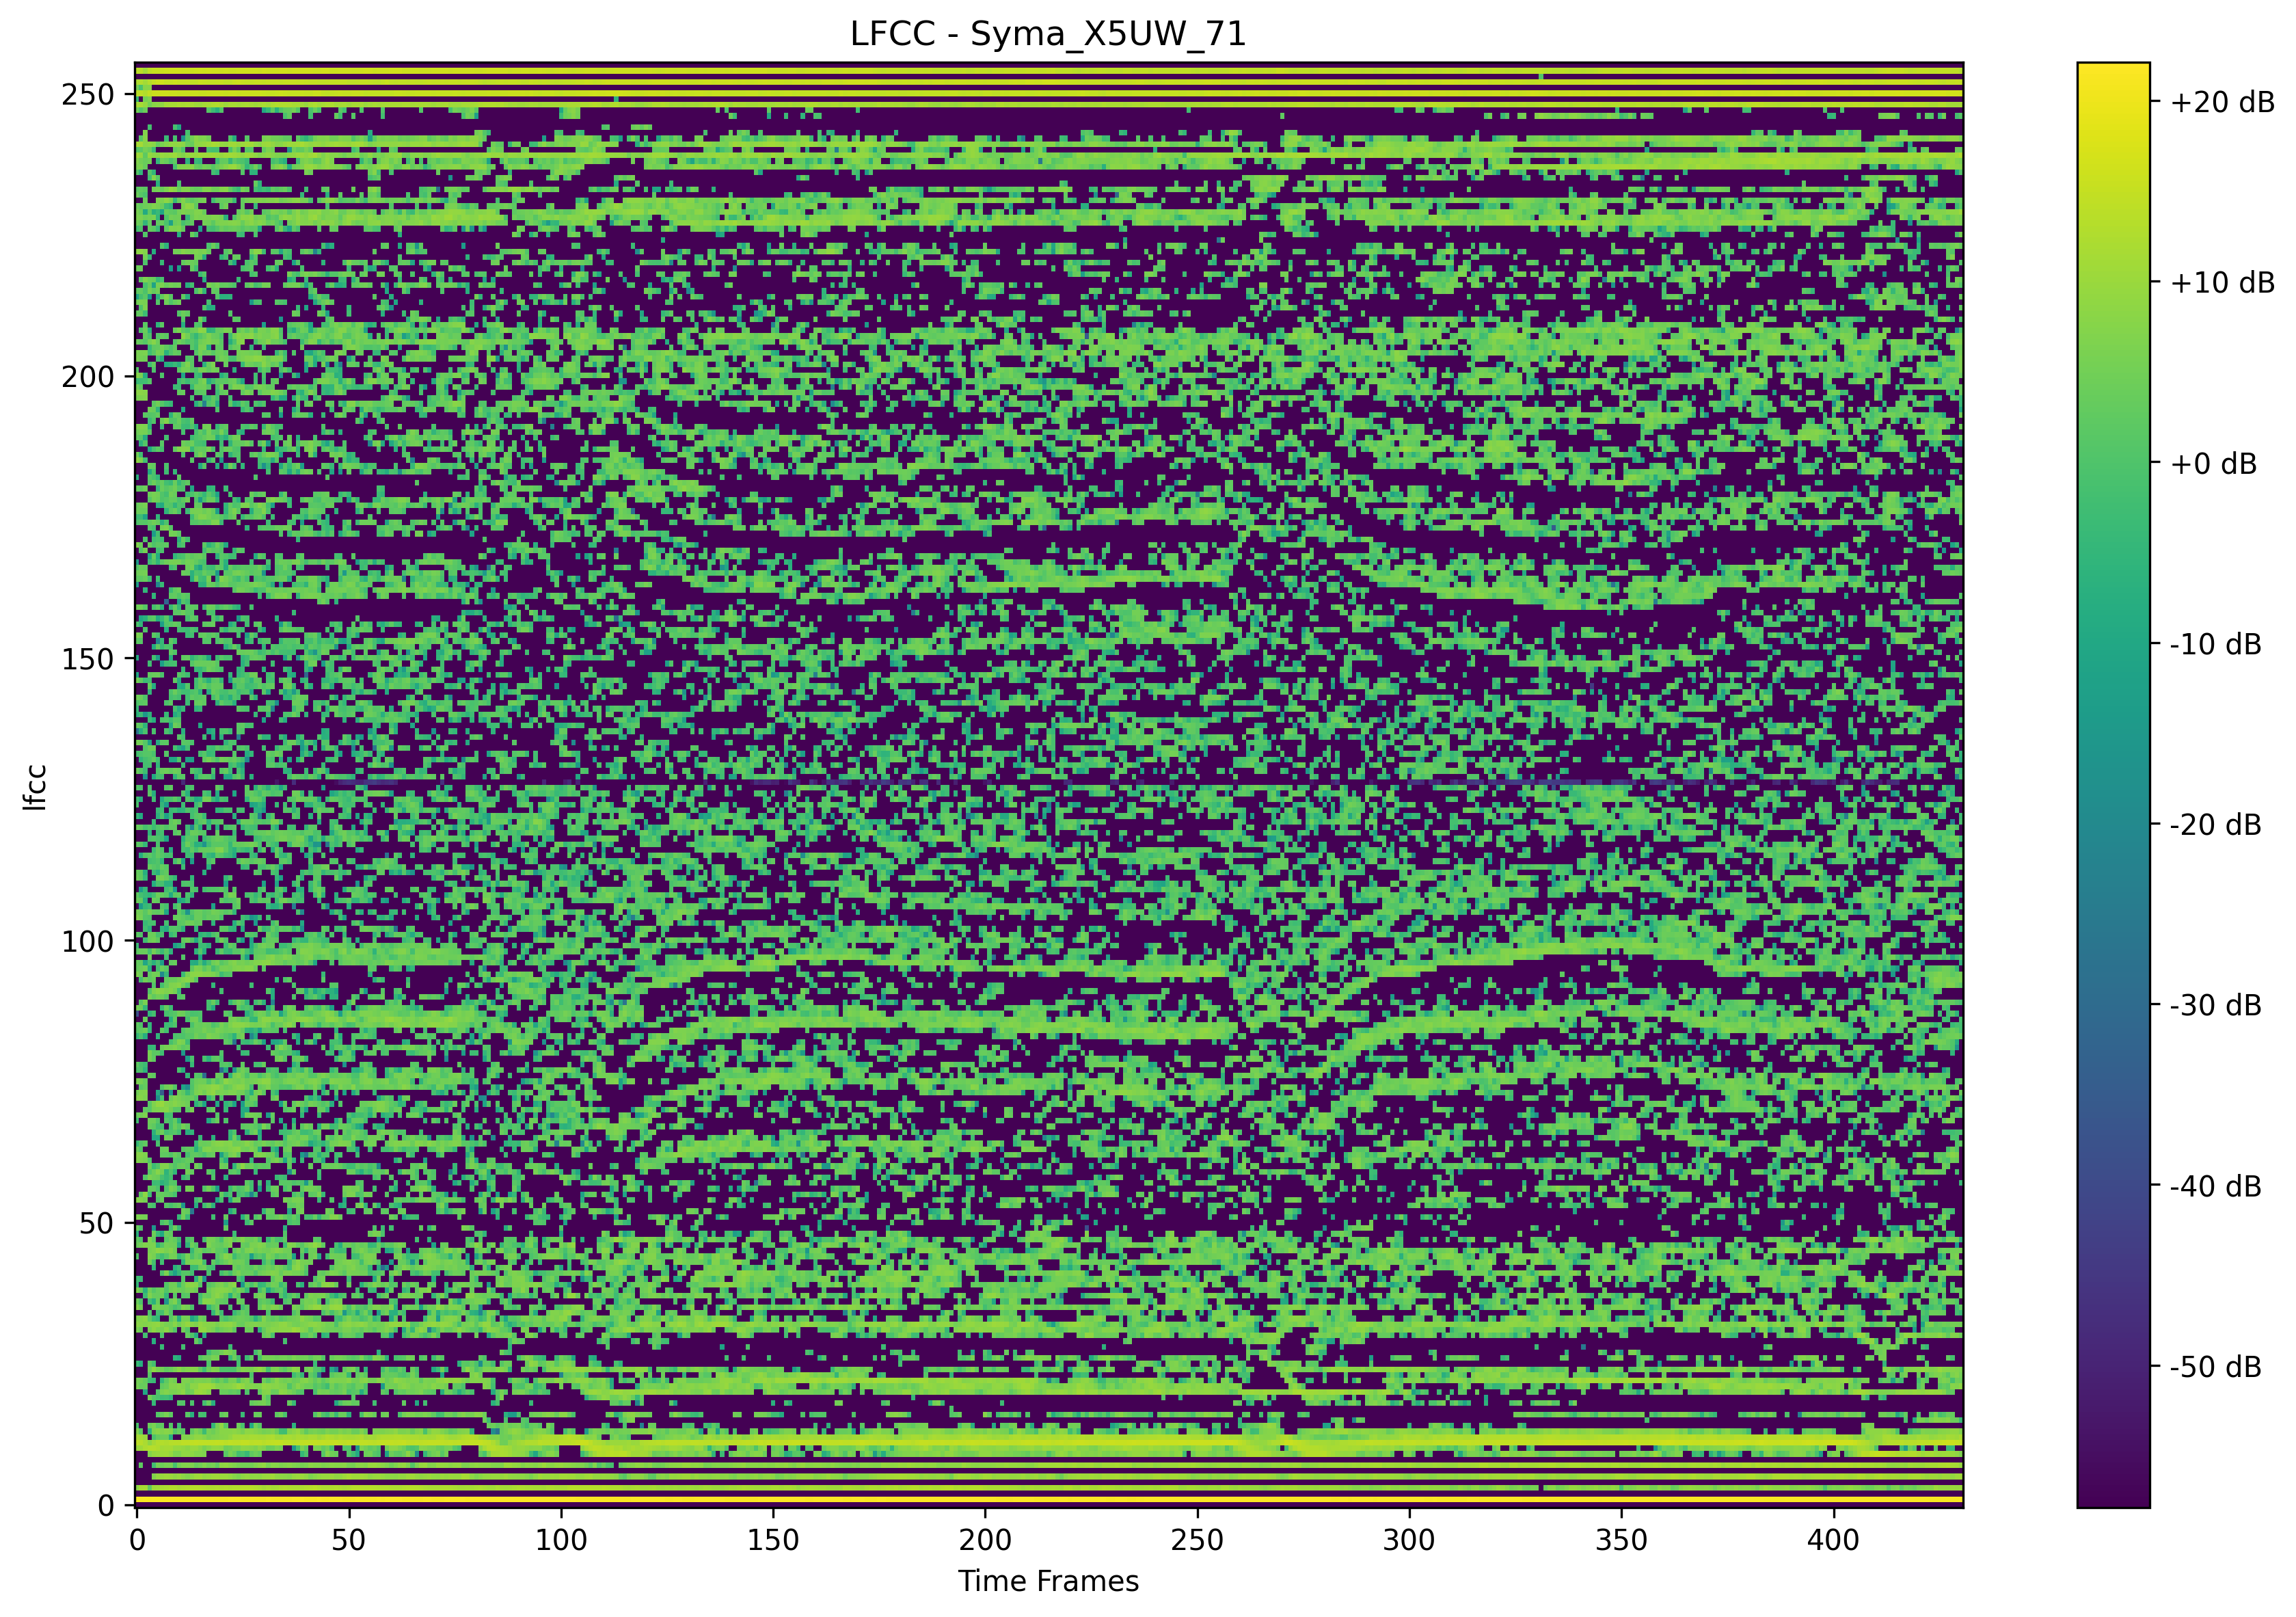 LFCC - Syma_X5UW_71
250
200
150
100
50
0
lfcc
0 50 100 150 200 250 300 350 400
Time Frames
+20 dB
+10 dB
+0 dB
-10 dB
-20 dB
-30 dB
-40 dB
-50 dB